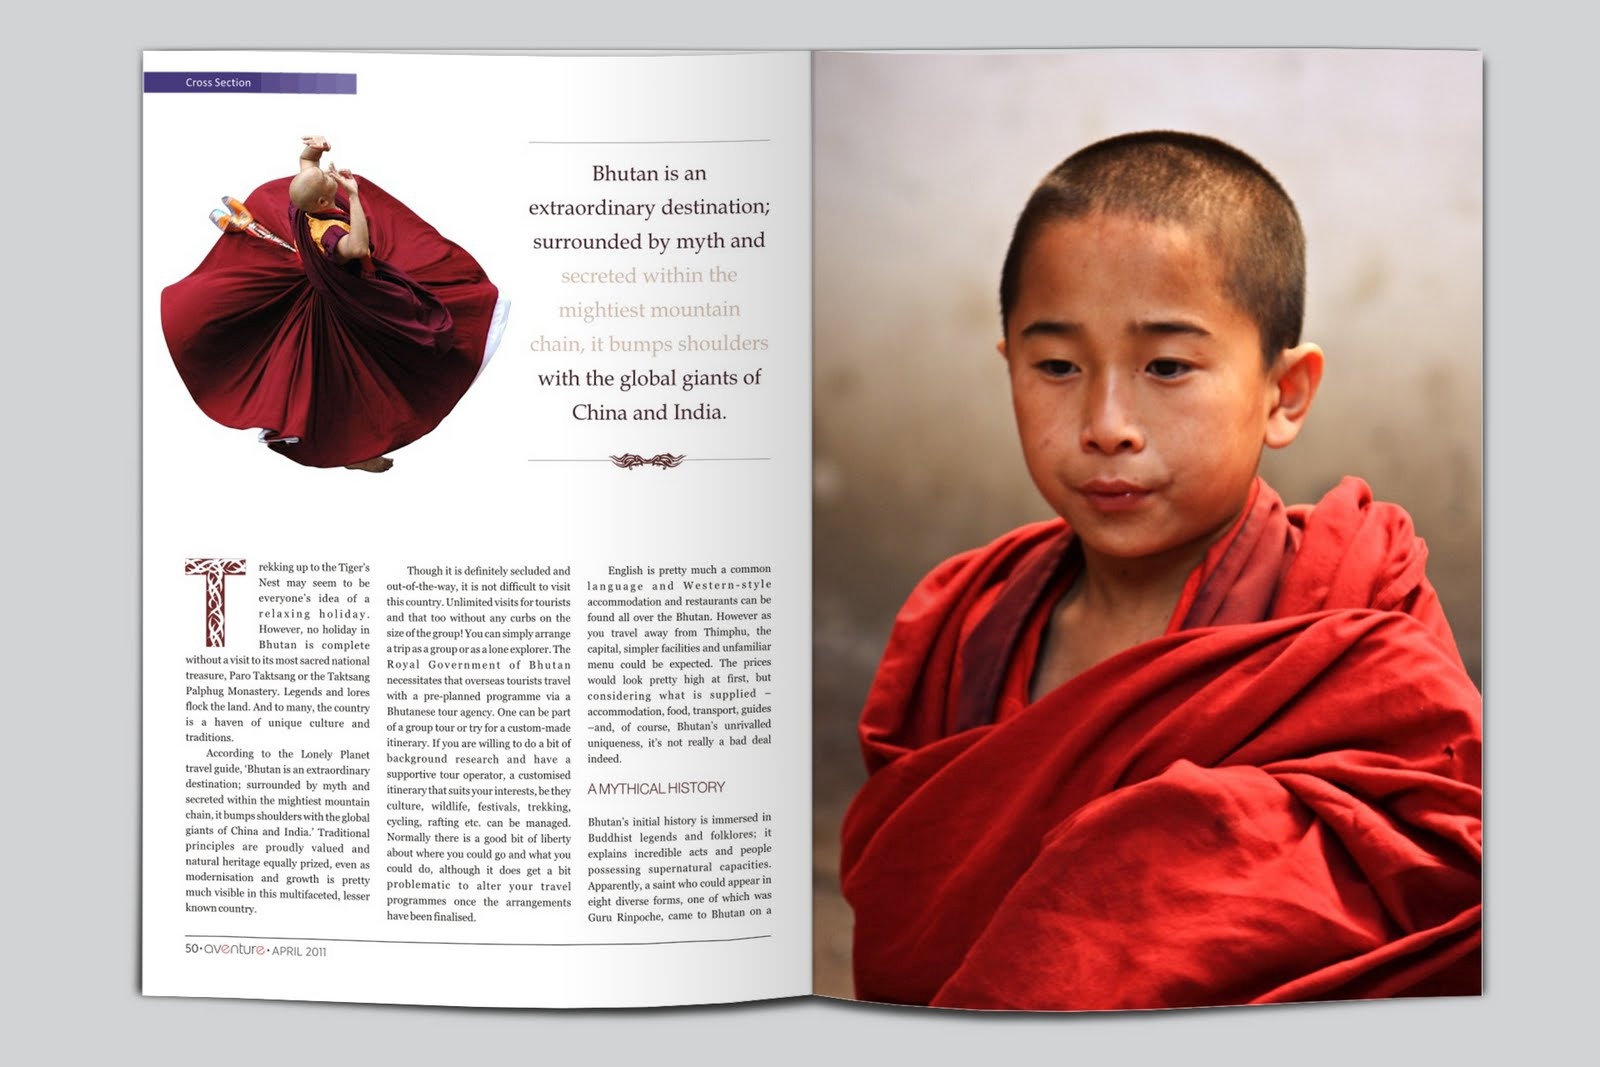 Cross Section
Bhutan is an
extraordinary destination;
surrounded by myth and
secreted within the
mightiest mountain
chain, it bumps shoulders
with the global giants of
China and India.
Trekking up to the Tiger's
Nest may seem to be
everyone's idea of a
relaxing holiday.
However, no holiday in
Bhutan is complete
without a visit to its most sacred national
treasure, Paro Taktsang or the Taktsang
Palphug Monastery. Legends and lores
flock the land. And to many, the country
is a haven of unique culture and
traditions.
According to the Lonely Planet
travel guide, 'Bhutan is an extraordinary
destination; surrounded by myth and
secreted within the mightiest mountain
chain, it bumps shoulders with the global
giants of China and India.' Traditional
principles are proudly valued and
natural heritage equally prized, even as
modernisation and growth is pretty
much visible in this multifaceted, lesser
known country.
Though it is definitely secluded and
out-of-the-way, it is not difficult to visit
this country. Unlimited visits for tourists
and that too without any curbs on the
size of the group! You can simply arrange
a trip as a group or as a lone explorer. The
Royal Government of Bhutan
necessitates that overseas tourists travel
with a pre-planned programme via a
Bhutanese tour agency. One can be part
of a group tour or try for a custom-made
itinerary. If you are willing to do a bit of
background research and have a
supportive tour operator, a customised
itinerary that suits your interests, be they
culture, wildlife, festivals, trekking,
cycling, rafting etc. can be managed.
Normally there is a good bit of liberty
about where you could go and what you
could do, although it does get a bit
problematic to alter your travel
programmes once the arrangements
have been finalised.
English is pretty much a common
language and Western-style
accommodation and restaurants can be
found all over the Bhutan. However as
you travel away from Thimphu, the
capital, simpler facilities and unfamiliar
menu could be expected. The prices
would look pretty high at first, but
considering what is supplied –
accommodation, food, transport, guides
–and, of course, Bhutan's unrivalled
uniqueness, it's not really a bad deal
indeed.
A MYTHICAL HISTORY
Bhutan's initial history is immersed in
Buddhist legends and folklores; it
explains incredible acts and people
possessing supernatural capacities.
Apparently, a saint who could appear in
eight diverse forms, one of which was
Guru Rinpoche, came to Bhutan on a
50•aventure•APRIL 2011